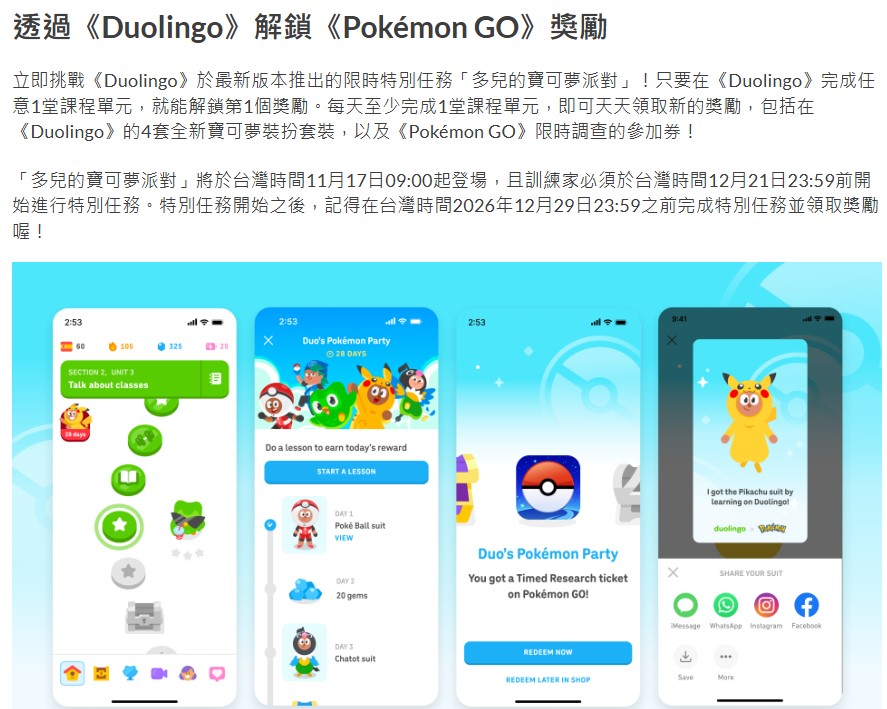 透過《Duolingo》解鎖《Pokémon GO》獎勵
立即挑戰《Duolingo》於最新版本推出的限時特別任務「多兒的寶可夢派對」！只要在《Duolingo》完成任
意1堂課程單元，就能解鎖第1個獎勵。每天至少完成1堂課程單元，即可天天領取新的獎勵，包括在
《Duolingo》的4套全新寶可夢裝扮套裝，以及《Pokémon GO》限時調查的參加券！
「多兒的寶可夢派對」將於台灣時間11月17日09:00起登場，且訓練家必須於台灣時間12月21日23:59前開
始進行特別任務。特別任務開始之後，記得在台灣時間2026年12月29日23:59之前完成特別任務並領取獎勵
喔！
2:53
60 105 325 25
SECTION 2, UNIT 3
Talk about classes
28 days
2:53
Duo's Pokémon Party
28 DAYS
Do a lesson to earn today's reward
START A LESSON
DAY 1
Poké Ball suit
VIEW
DAY 2
20 gems
DAY 3
Chatot suit
2:53
Duo's Pokémon Party
You got a Timed Research ticket
on Pokémon GO!
REDEEM NOW
REDEEM LATER IN SHOP
9:41
I got the Pikachu suit by
learning on Duolingo!
duolingo × Pokémon
SHARE YOUR SUIT
iMessage WhatsApp Instagram Facebook
Save More